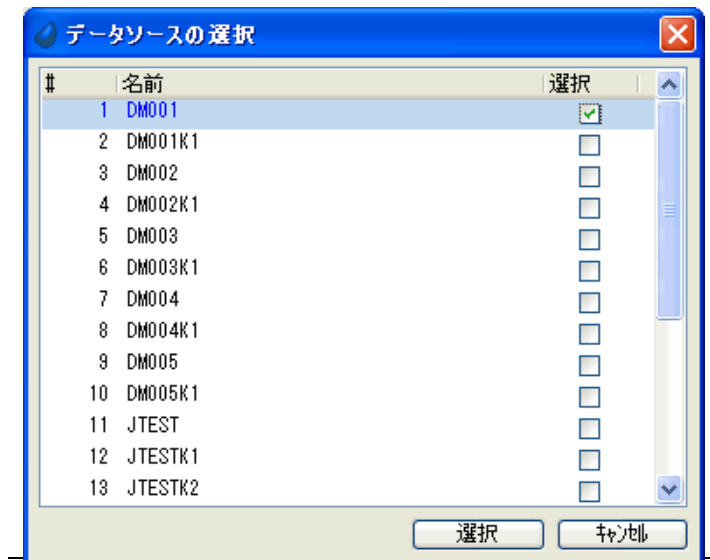 データソースの選択
# 名前 選択
1 DM001
2 DM001K1
3 DM002
4 DM002K1
5 DM003
6 DM003K1
7 DM004
8 DM004K1
9 DM005
10 DM005K1
11 JTEST
12 JTESTK1
13 JTESTK2
選択 ｷｬﾝｾﾙ